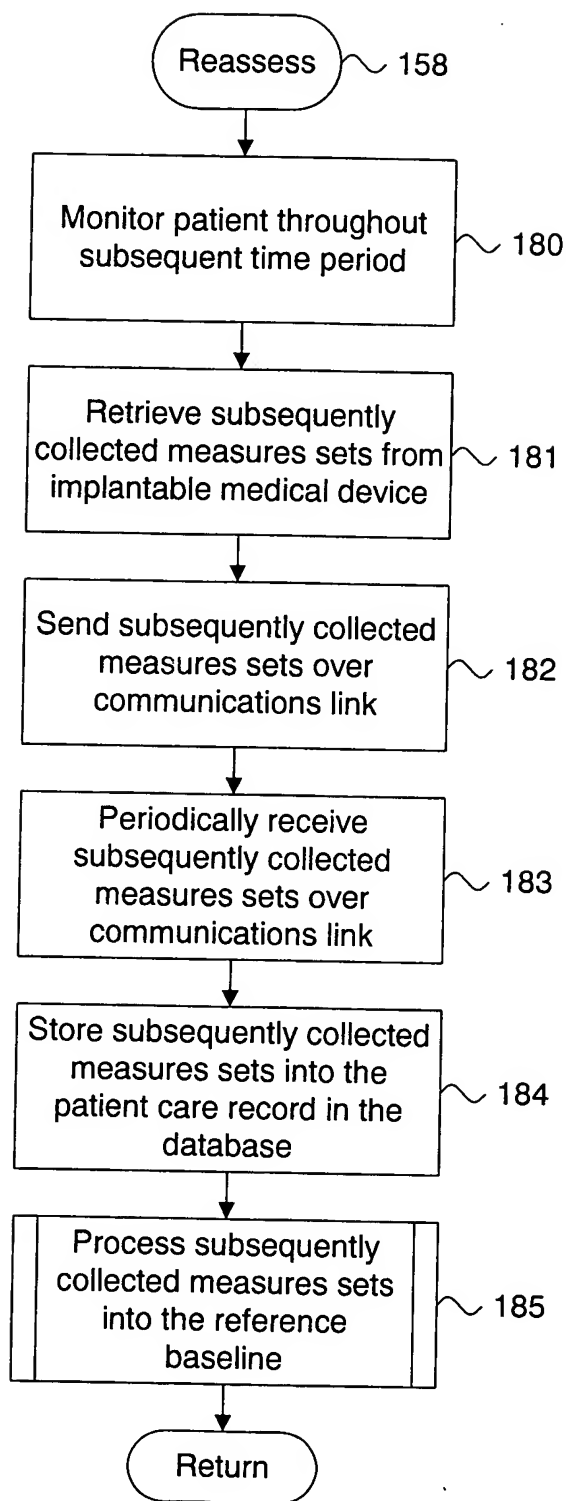 Reassess
158
Monitor patient throughout
subsequent time period
180
Retrieve subsequently
collected measures sets from
implantable medical device
181
Send subsequently collected
measures sets over
communications link
182
Periodically receive
subsequently collected
measures sets over
communications link
183
Store subsequently collected
measures sets into the
patient care record in the
database
184
Process subsequently
collected measures sets
into the reference
baseline
185
Return